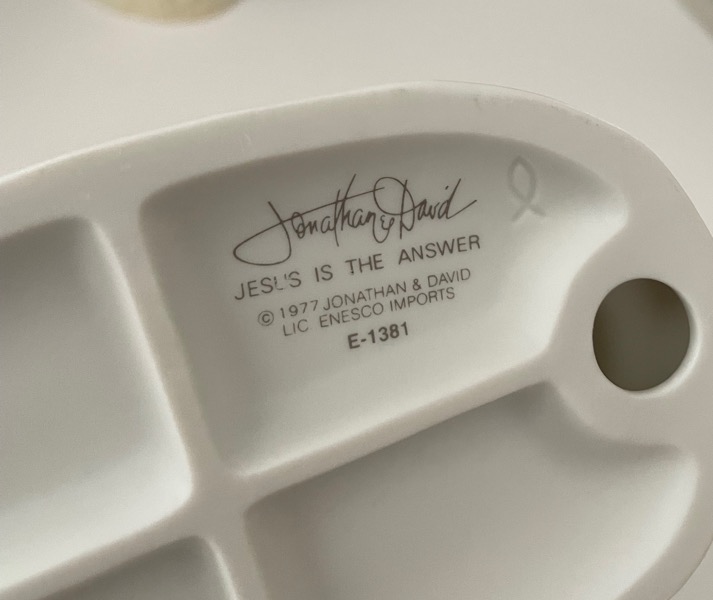 Jonathan & David
JESUS IS THE ANSWER
© 1977 JONATHAN & DAVID
LIC ENESCO IMPORTS
E-1381